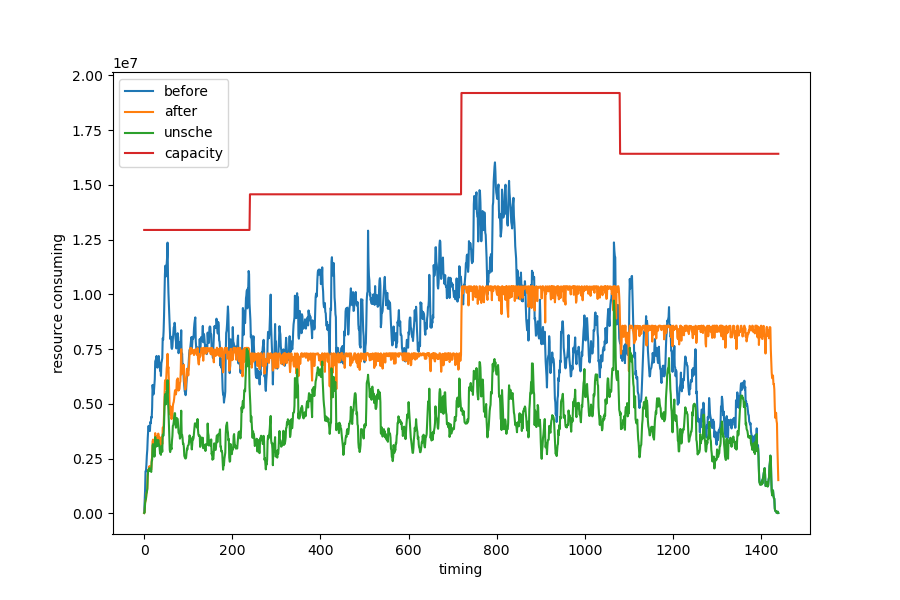 1e7
2.00
1.75
1.50
1.25
1.00
0.75
0.50
0.25
0.00
resource consuming
before
after
unsche
capacity
0 200 400 600 800 1000 1200 1400
timing